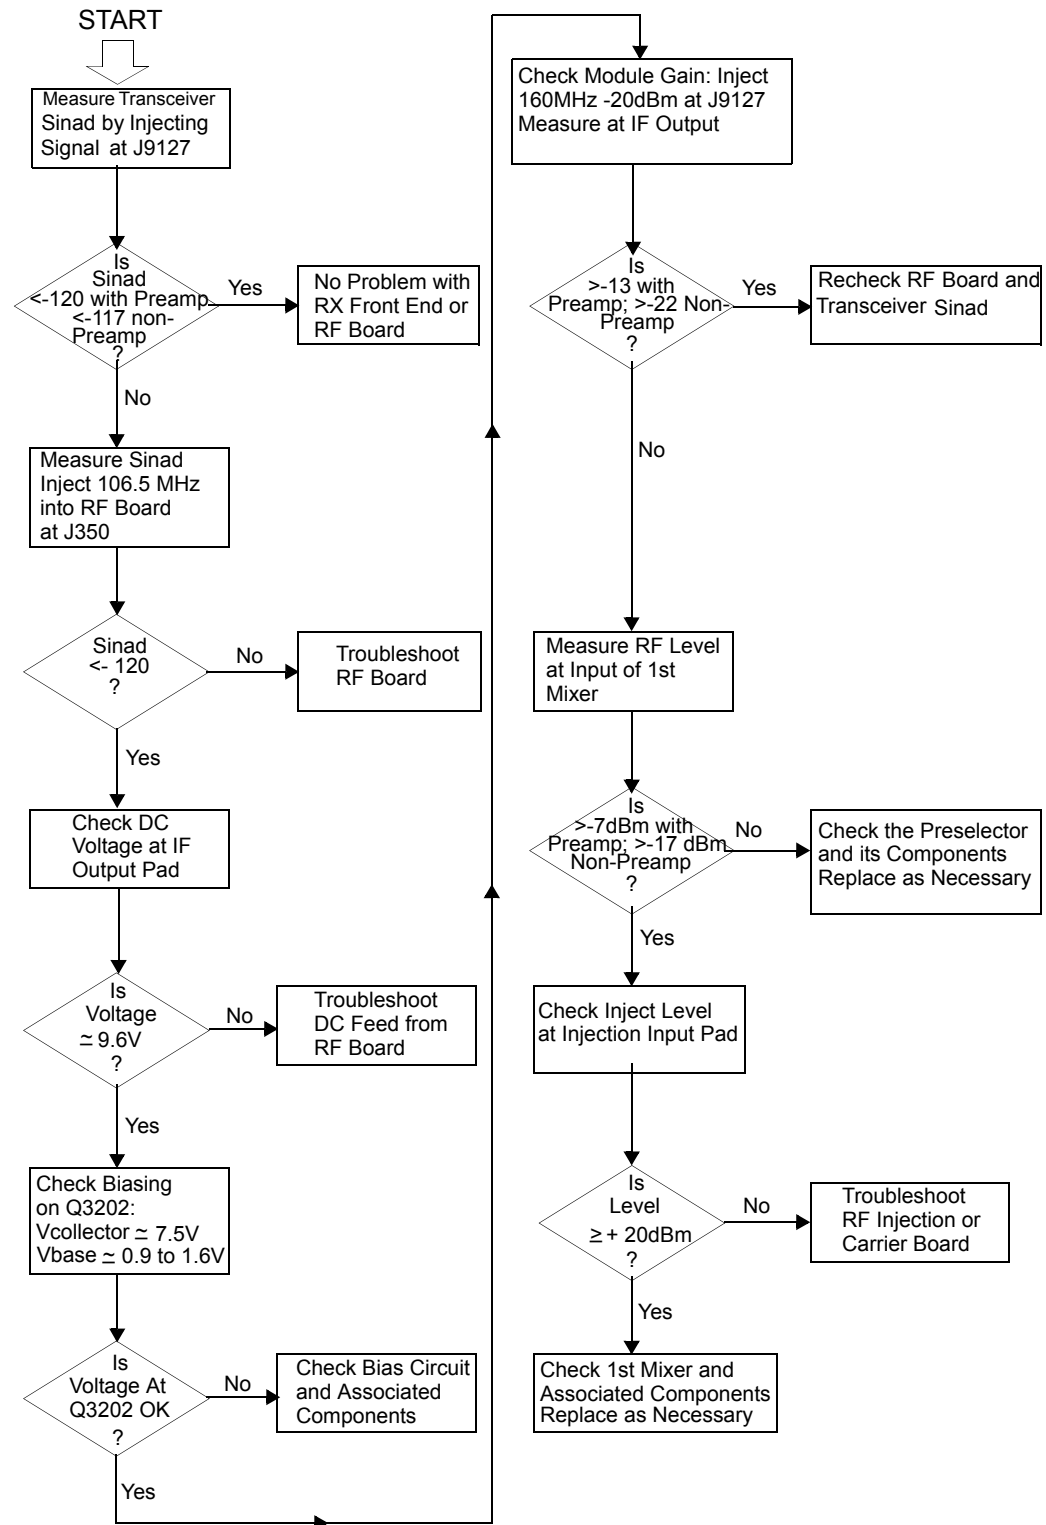 START
Measure Transceiver
Sinad by Injecting
Signal at J9127
Is
Sinad
<-120 with Preamp
<-117 non-
Preamp
?
Yes
No Problem with
RX Front End or
RF Board
No
Measure Sinad
Inject 106.5 MHz
into RF Board
at J350
Sinad
<- 120
?
No
Troubleshoot
RF Board
Yes
Check DC
Voltage at IF
Output Pad
Is
Voltage
≃ 9.6V
?
No
Troubleshoot
DC Feed from
RF Board
Yes
Check Biasing
on Q3202:
Vcollector ≃ 7.5V
Vbase ≃ 0.9 to 1.6V
Is
Voltage At
Q3202 OK
?
No
Check Bias Circuit
and Associated
Components
Yes
Check Module Gain: Inject
160MHz -20dBm at J9127
Measure at IF Output
Is
>-13 with
Preamp; >-22 Non-
Preamp
?
Yes
Recheck RF Board and
Transceiver Sinad
No
Measure RF Level
at Input of 1st
Mixer
Is
>-7dBm with
Preamp; >-17 dBm
Non-Preamp
?
No
Check the Preselector
and its Components
Replace as Necessary
Yes
Check Inject Level
at Injection Input Pad
Is
Level
≥ + 20dBm
?
No
Troubleshoot
RF Injection or
Carrier Board
Yes
Check 1st Mixer and
Associated Components
Replace as Necessary